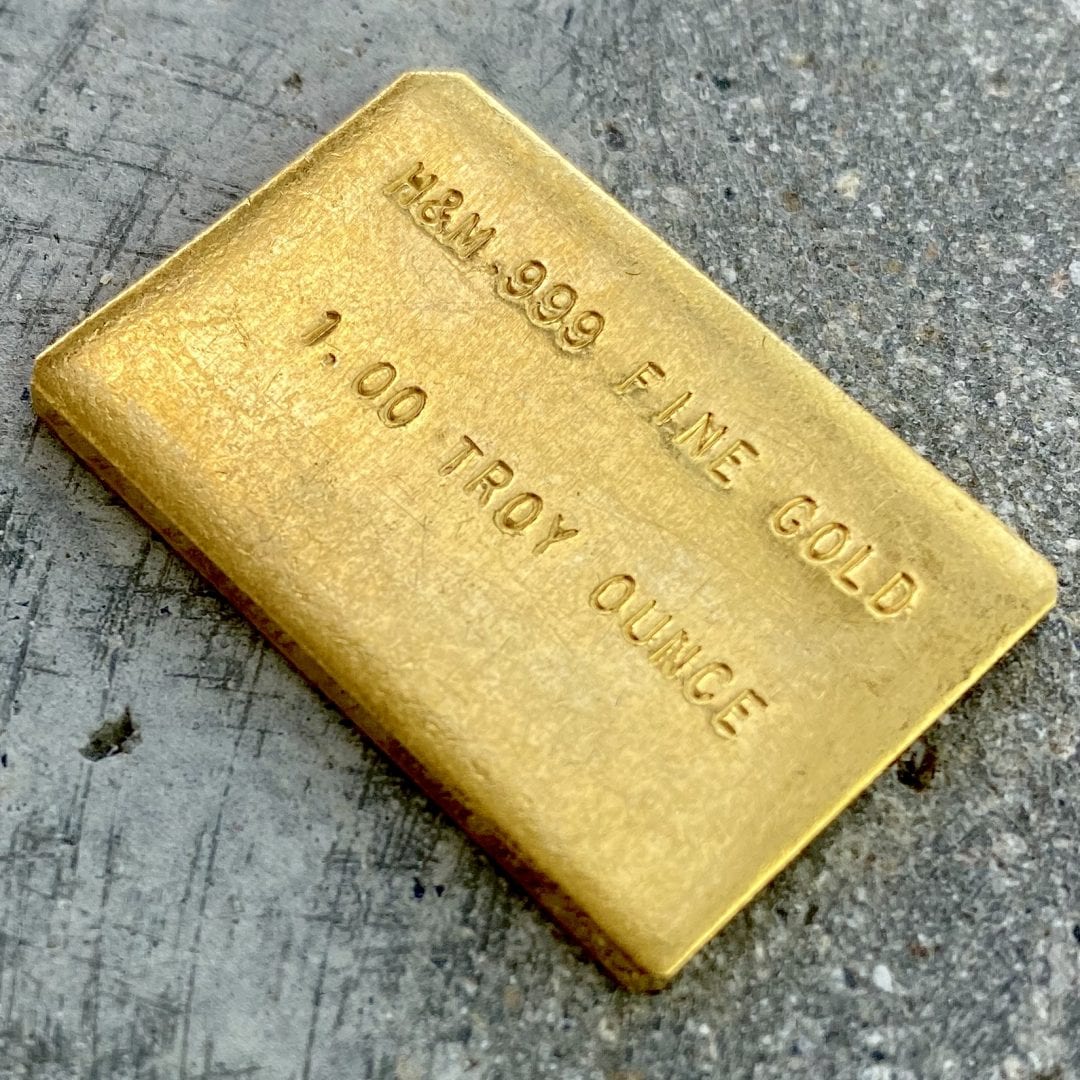 H&M .999 FINE GOLD
1.00 TROY OUNCE